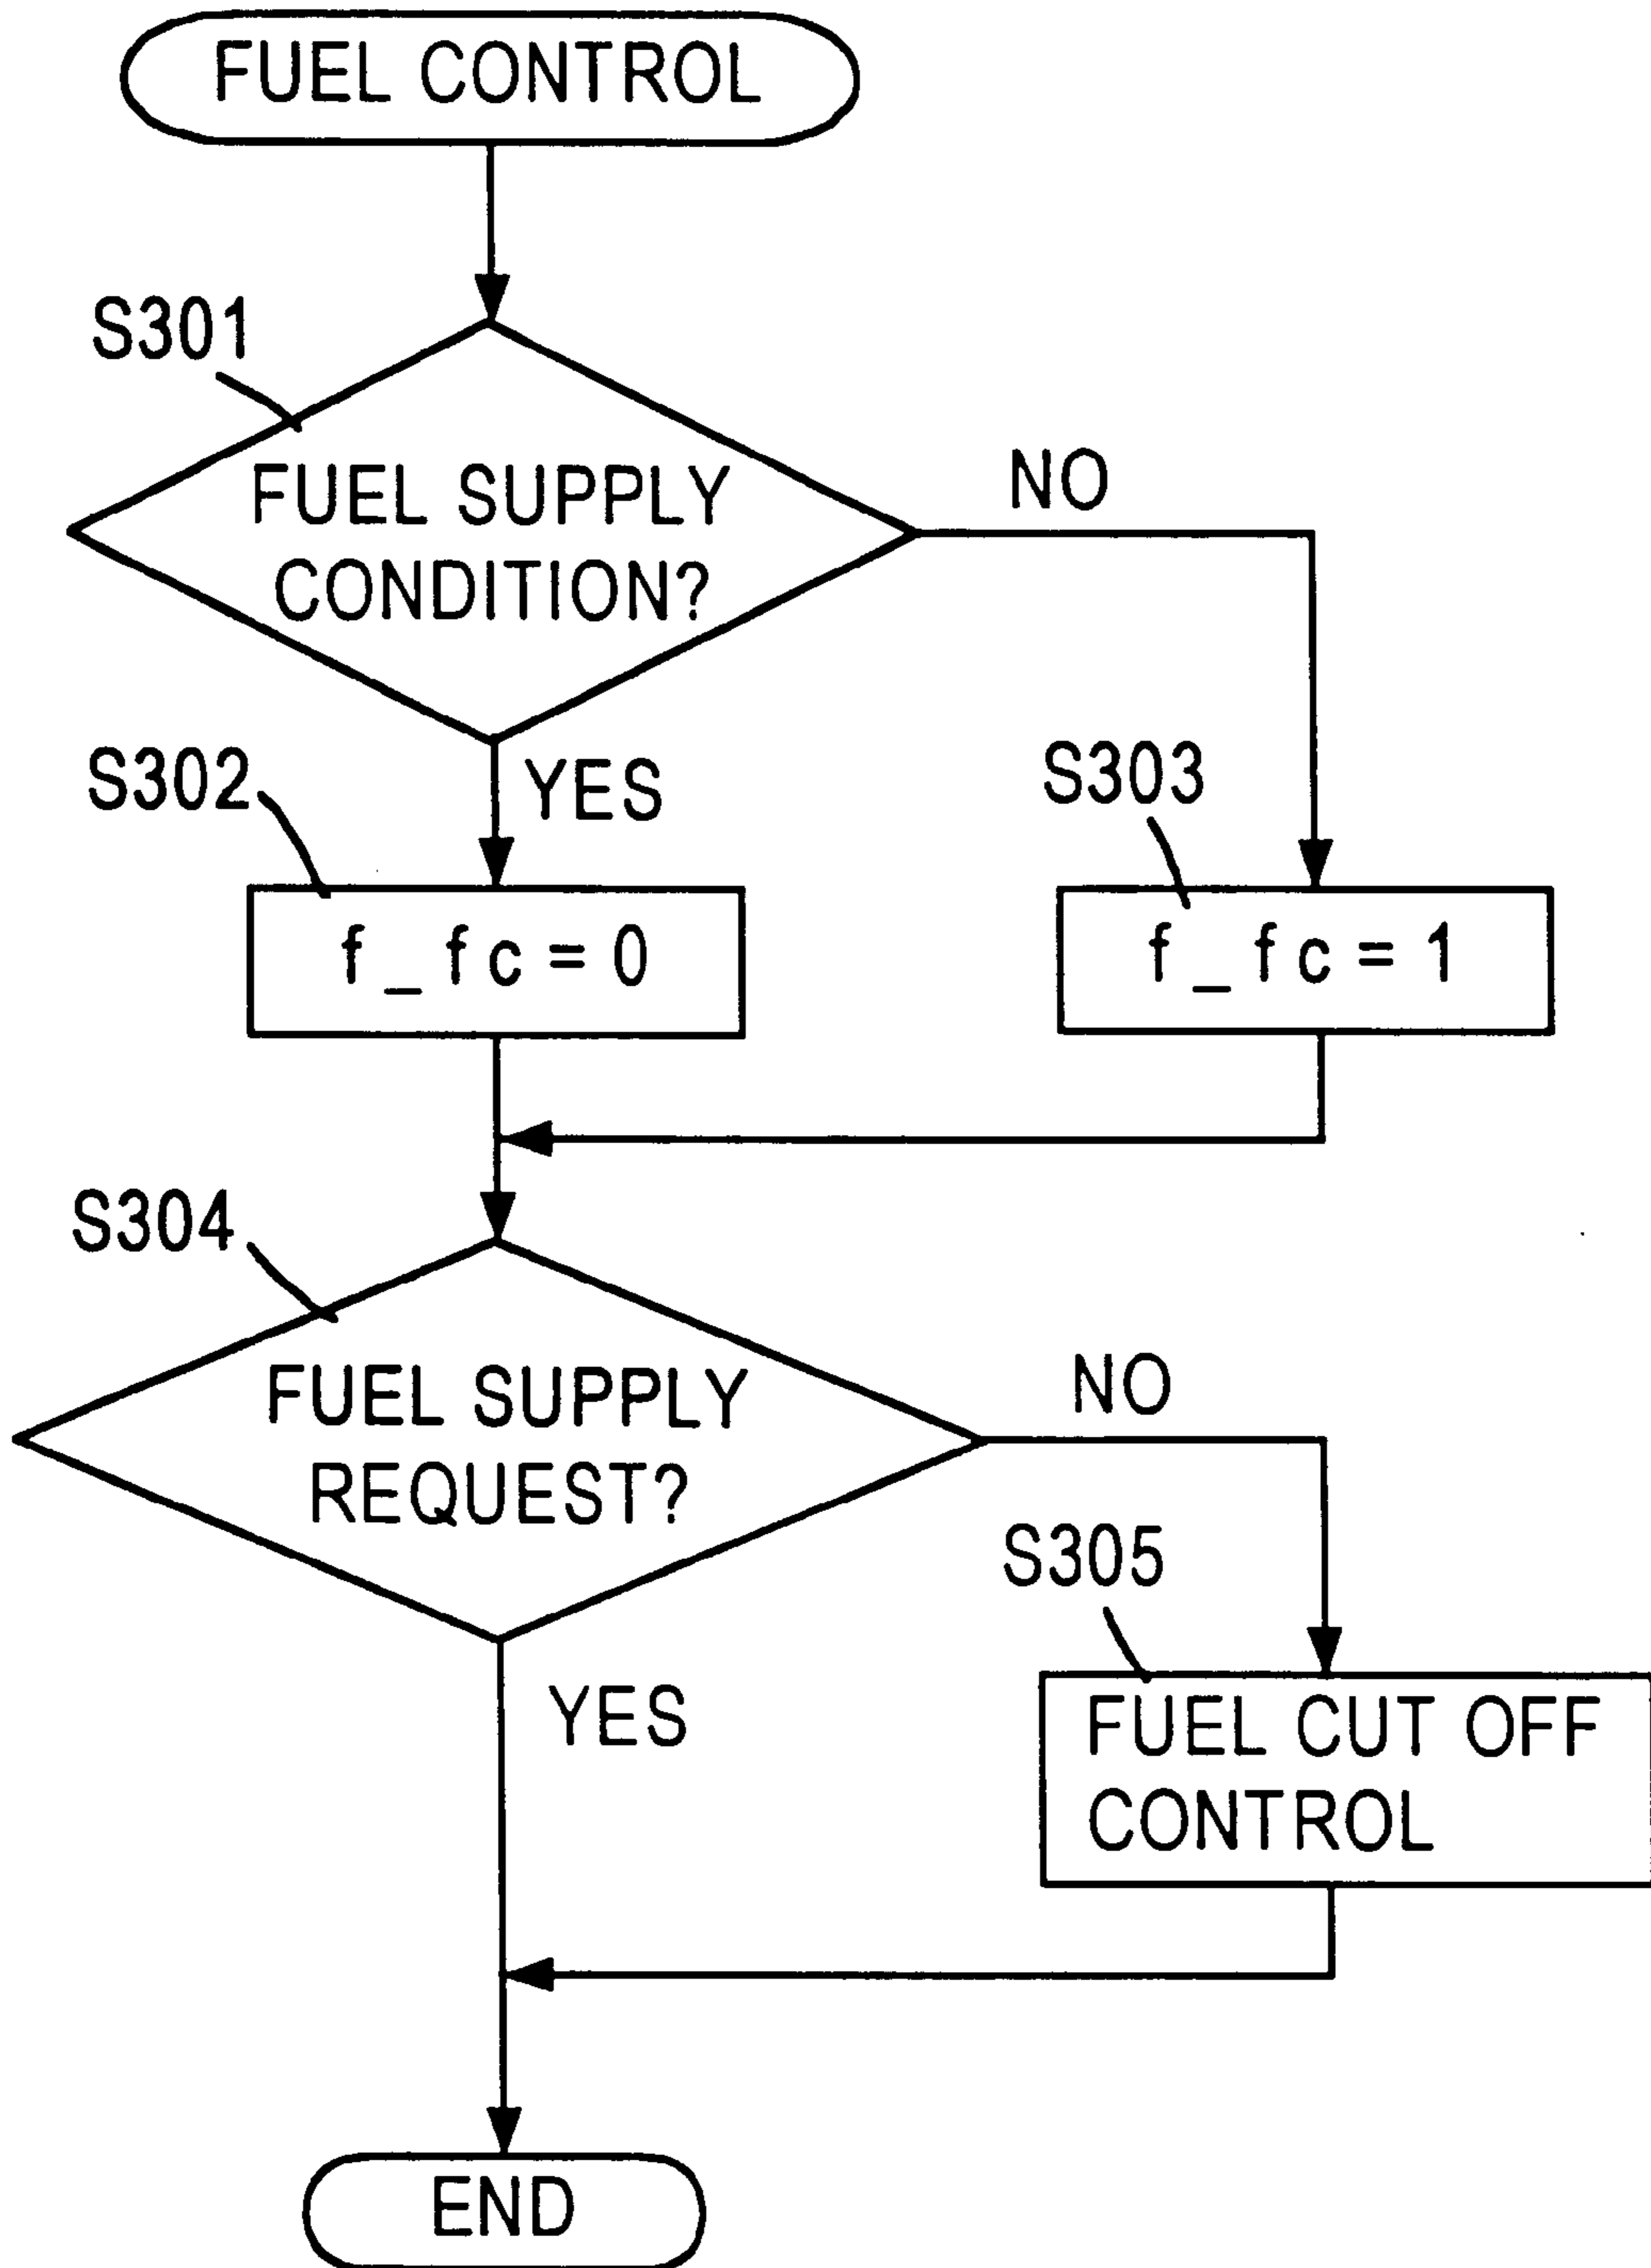 FUEL CONTROL
S301
FUEL SUPPLY
CONDITION?
NO
YES
S302
S303
f_fc=0
f_fc=1
S304
FUEL SUPPLY
REQUEST?
NO
S305
YES
FUEL CUT OFF
CONTROL
END